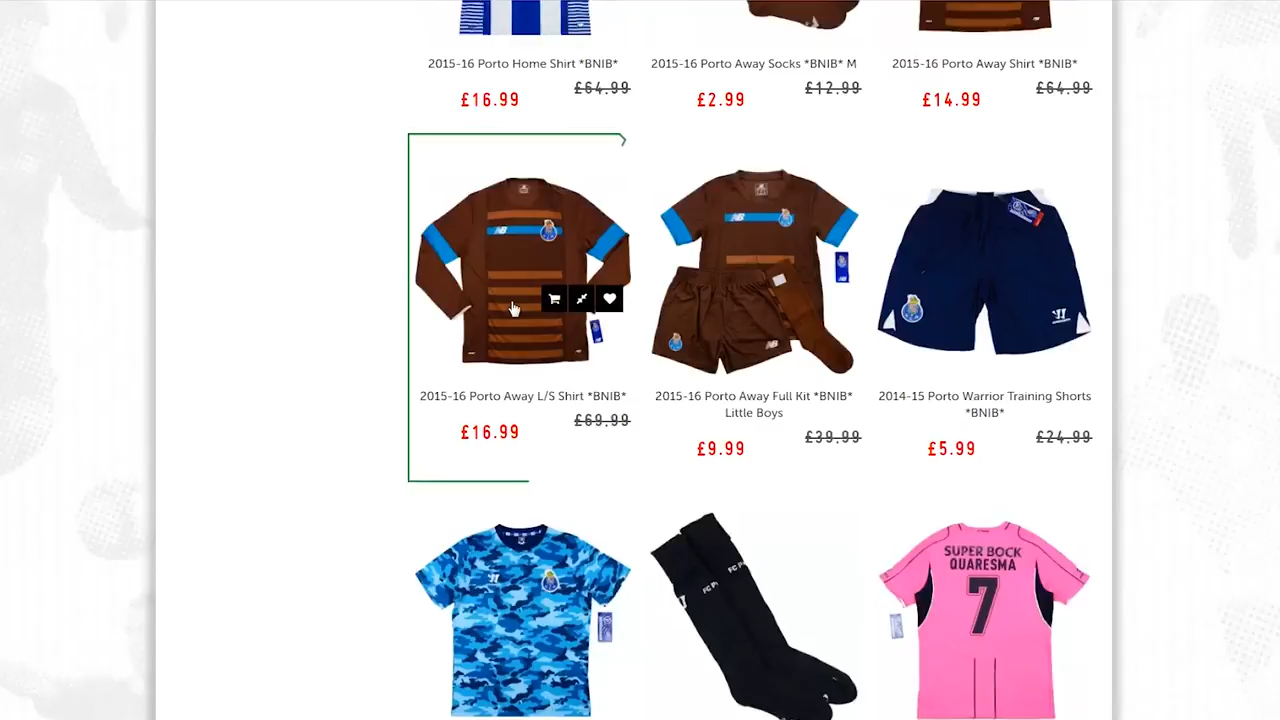 2015-16 Porto Home Shirt *BNIB*
£64.99
£16.99
2015-16 Porto Away Socks *BNIB* M
£12.99
£2.99
2015-16 Porto Away Shirt *BNIB*
£64.99
£14.99
2015-16 Porto Away L/S Shirt *BNIB*
£69.99
£16.99
2015-16 Porto Away Full Kit *BNIB*
Little Boys
£39.99
£9.99
2014-15 Porto Warrior Training Shorts
*BNIB*
£24.99
£5.99
FC P
FC P
SUPER BOCK
QUARESMA
7